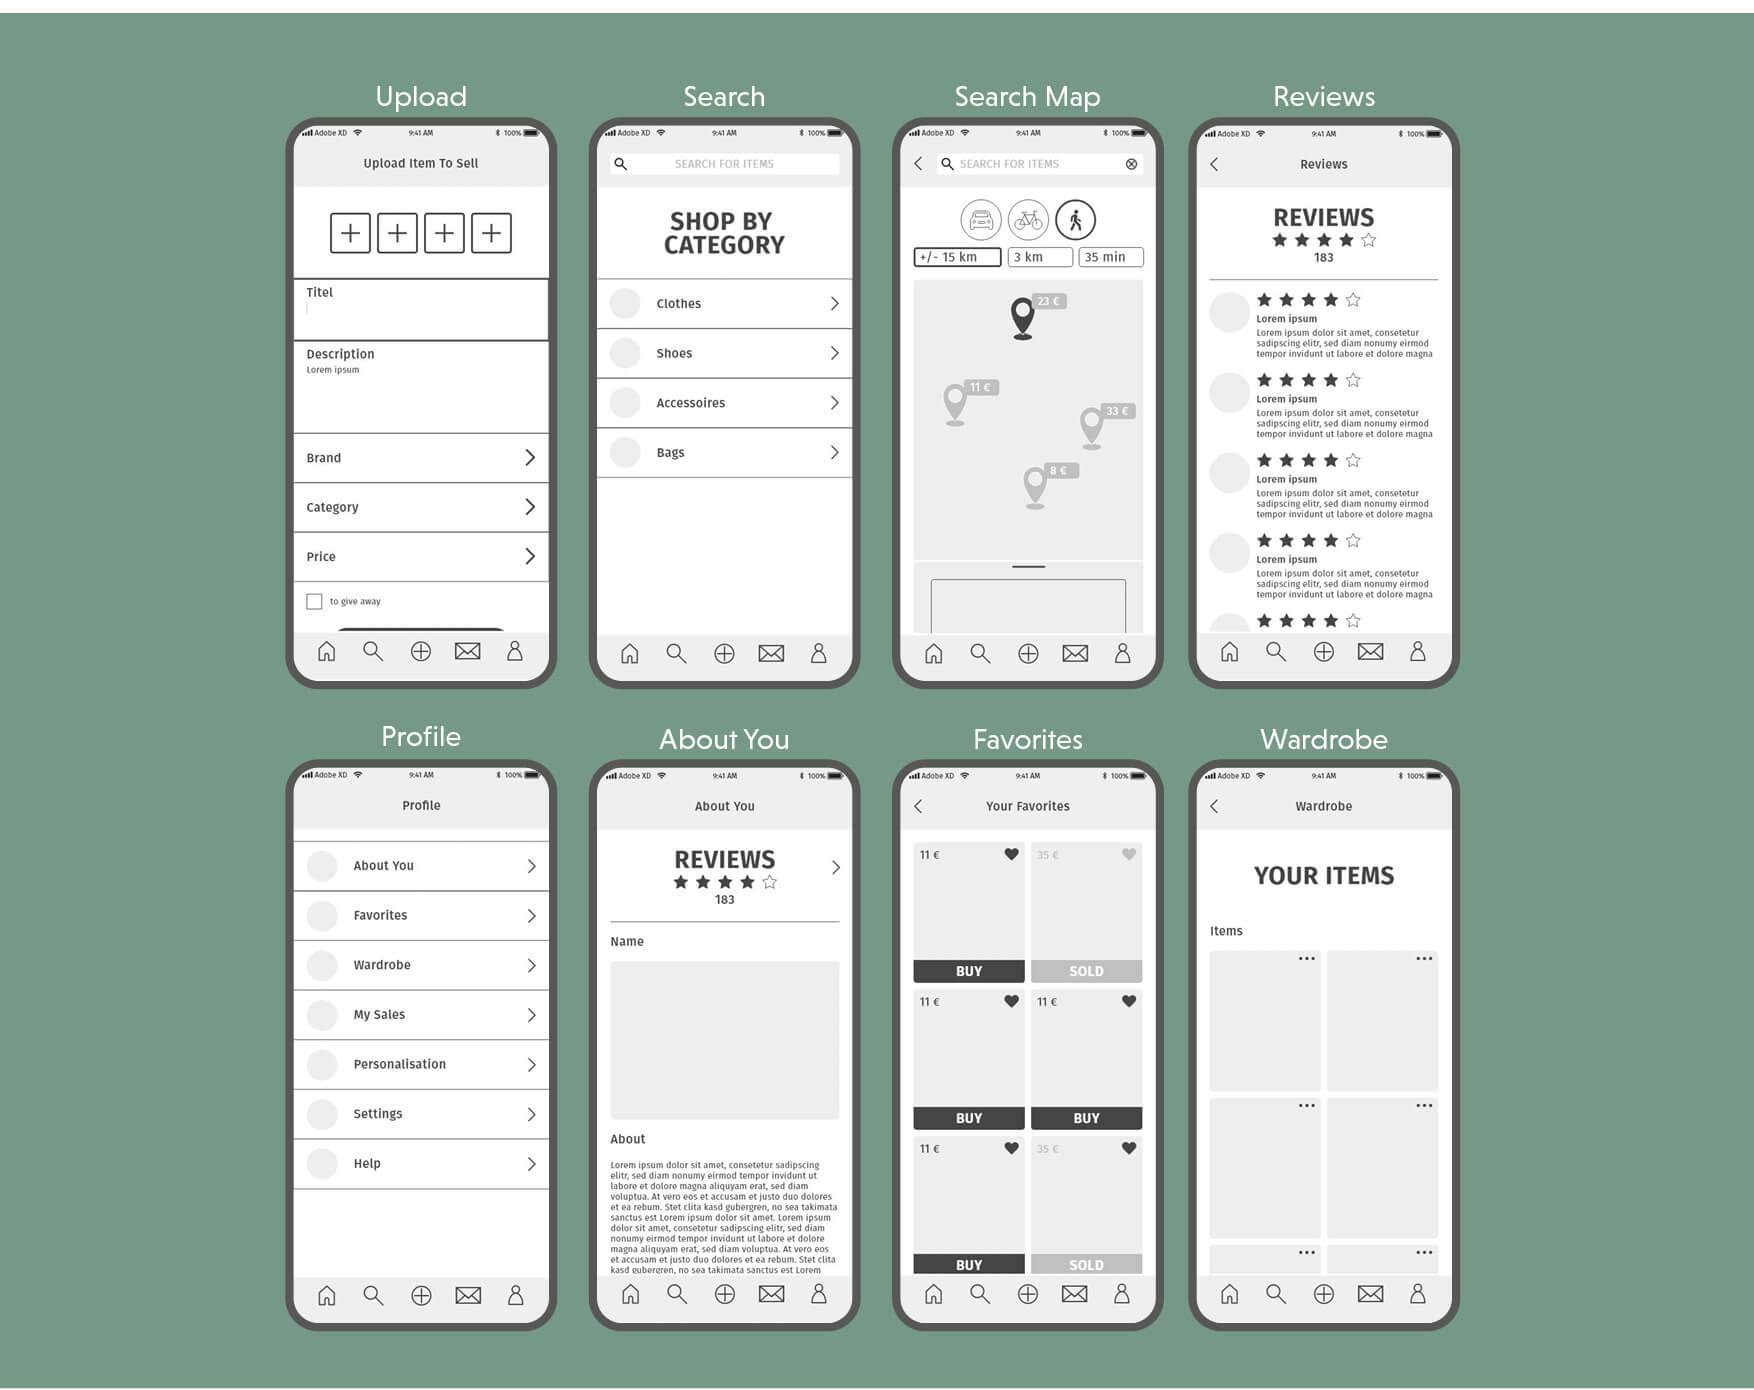 Upload
Adobe XD 9:41 AM 100%
Upload Item To Sell
Titel
Description
Lorem ipsum
Brand
Category
Price
to give away
Search
Adobe XD 9:41 AM 100%
SEARCH FOR ITEMS
SHOP BY
CATEGORY
Clothes
Shoes
Accessoires
Bags
Search Map
Adobe XD 9:41 AM 100%
SEARCH FOR ITEMS
+/- 15 km 3 km 35 min
23 €
11 €
33 €
8 €
Reviews
Adobe XD 9:41 AM 100%
Reviews
REVIEWS
183
Lorem ipsum
Lorem ipsum dolor sit amet, consetetur
sadipscing elitr, sed diam nonumy eirmod
tempor invidunt ut labore et dolore magna
Lorem ipsum
Lorem ipsum dolor sit amet, consetetur
sadipscing elitr, sed diam nonumy eirmod
tempor invidunt ut labore et dolore magna
Lorem ipsum
Lorem ipsum dolor sit amet, consetetur
sadipscing elitr, sed diam nonumy eirmod
tempor invidunt ut labore et dolore magna
Lorem ipsum
Lorem ipsum dolor sit amet, consetetur
sadipscing elitr, sed diam nonumy eirmod
tempor invidunt ut labore et dolore magna
Profile
Adobe XD 9:41 AM 100%
Profile
About You
Favorites
Wardrobe
My Sales
Personalisation
Settings
Help
About You
Adobe XD 9:41 AM 100%
About You
REVIEWS
183
Name
About
Lorem ipsum dolor sit amet, consetetur sadipscing
elitr, sed diam nonumy eirmod tempor invidunt ut
labore et dolore magna aliquyam erat, sed diam
voluptua. At vero eos et accusam et justo duo dolores
et ea rebum. Stet clita kasd gubergren, no sea takimata
sanctus est Lorem ipsum dolor sit amet. Lorem ipsum
dolor sit amet, consetetur sadipscing elitr, sed diam
nonumy eirmod tempor invidunt ut labore et dolore
magna aliquyam erat, sed diam voluptua. At vero eos
et accusam et justo duo dolores et ea rebum. Stet clita
kasd gubergren, no sea takimata sanctus est Lorem
Favorites
Adobe XD 9:41 AM 100%
Your Favorites
11 € 35 €
BUY SOLD
11 € 11 €
BUY BUY
11 € 35 €
BUY SOLD
Wardrobe
Adobe XD 9:41 AM 100%
Wardrobe
YOUR ITEMS
Items